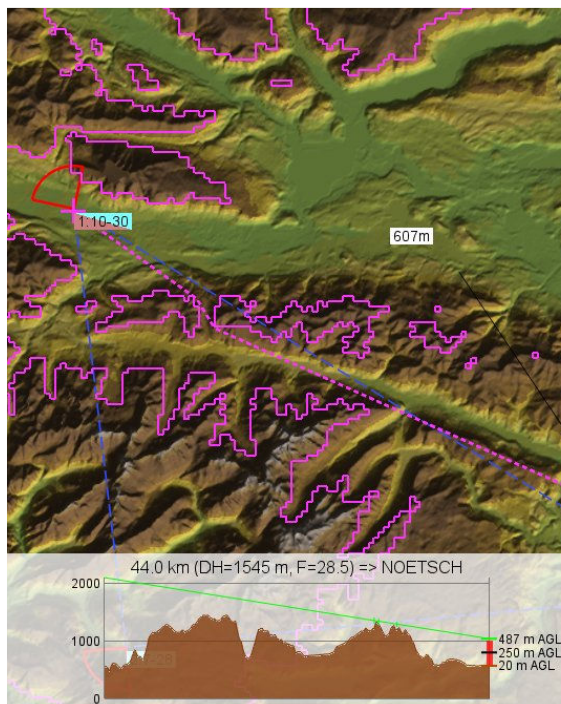 1:10-30
607m
44.0 km (DH=1545 m, F=28.5) => NOETSCH
2000
1000
0
487 m AGL
250 m AGL
20 m AGL